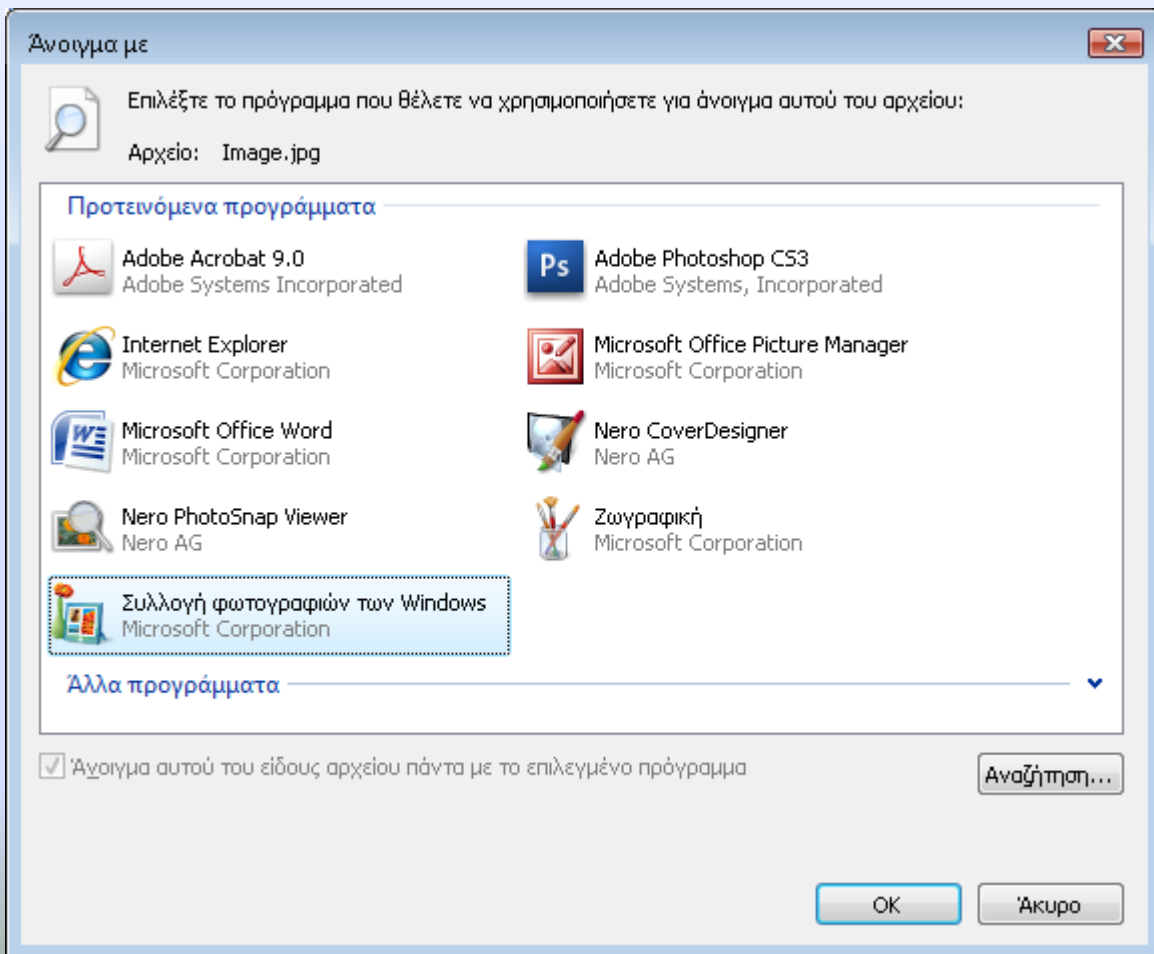 Άνοιγμα με
Επιλέξτε το πρόγραμμα που θέλετε να χρησιμοποιήσετε για άνοιγμα αυτού του αρχείου:
Αρχείο: Image.jpg
Προτεινόμενα προγράμματα
Adobe Acrobat 9.0
Adobe Systems Incorporated
Ps
Adobe Photoshop CS3
Adobe Systems, Incorporated
Internet Explorer
Microsoft Corporation
Microsoft Office Picture Manager
Microsoft Corporation
Microsoft Office Word
Microsoft Corporation
Nero CoverDesigner
Nero AG
Nero PhotoSnap Viewer
Nero AG
Ζωγραφική
Microsoft Corporation
Συλλογή φωτογραφιών των Windows
Microsoft Corporation
Άλλα προγράμματα
Άνοιγμα αυτού του είδους αρχείου πάντα με το επιλεγμένο πρόγραμμα
Αναζήτηση...
OK
Άκυρο